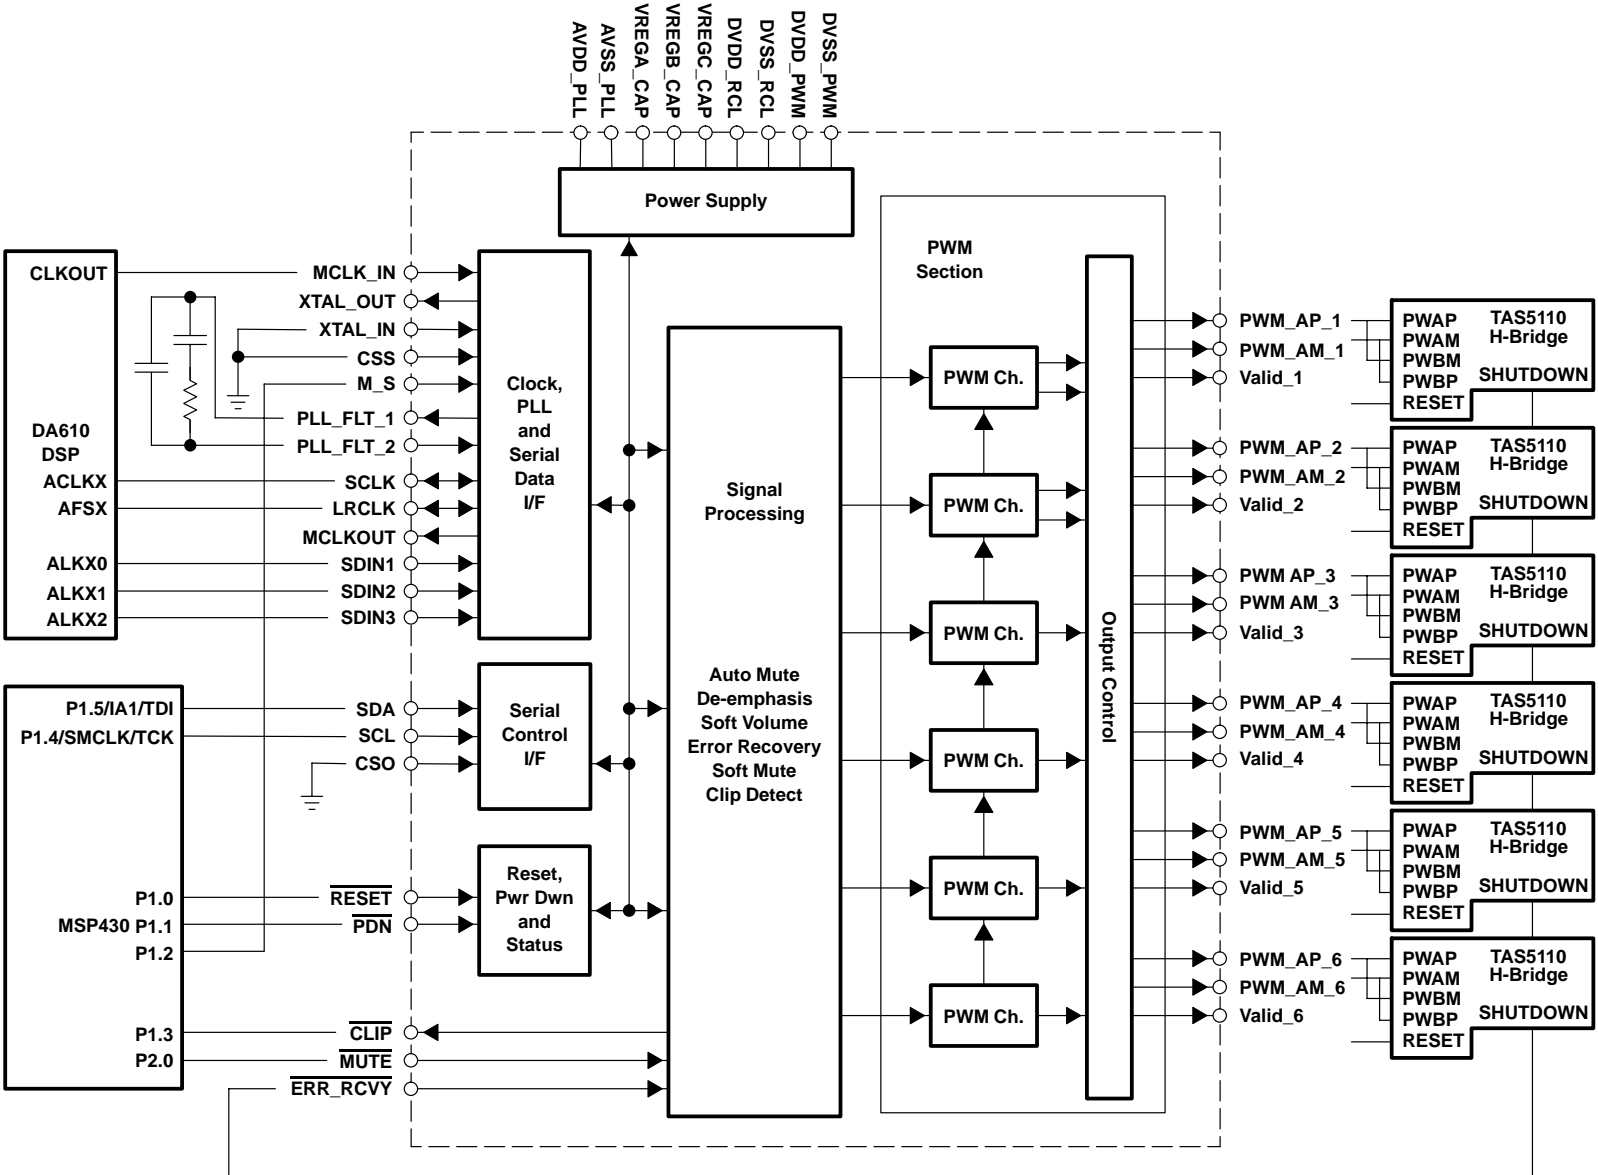 AVDD_PLL
AVSS_PLL
VREGA_CAP
VREGB_CAP
VREGC_CAP
DVDD_RCL
DVSS_RCL
DVDD_PWM
DVSS_PWM
Power Supply
CLKOUT
DA610
DSP
ACLKX
AFSX
ALKX0
ALKX1
ALKX2
MCLK_IN
XTAL_OUT
XTAL_IN
CSS
M_S
PLL_FLT_1
PLL_FLT_2
SCLK
LRCLK
MCLKOUT
SDIN1
SDIN2
SDIN3
Clock,
PLL
and
Serial
Data
I/F
P1.5/IA1/TDI
P1.4/SMCLK/TCK
P1.0
MSP430 P1.1
P1.2
P1.3
P2.0
SDA
SCL
CSO
RESET
PDN
CLIP
MUTE
ERR_RCVY
Serial
Control
I/F
Reset,
Pwr Dwn
and
Status
Signal
Processing
Auto Mute
De-emphasis
Soft Volume
Error Recovery
Soft Mute
Clip Detect
PWM
Section
PWM Ch.
PWM Ch.
PWM Ch.
PWM Ch.
PWM Ch.
PWM Ch.
Output Control
PWM_AP_1
PWM_AM_1
Valid_1
PWM_AP_2
PWM_AM_2
Valid_2
PWM AP_3
PWM AM_3
Valid_3
PWM_AP_4
PWM_AM_4
Valid_4
PWM_AP_5
PWM_AM_5
Valid_5
PWM_AP_6
PWM_AM_6
Valid_6
PWAP
PWAM
PWBM
PWBP
RESET
TAS5110
H-Bridge
SHUTDOWN
PWAP
PWAM
PWBM
PWBP
RESET
TAS5110
H-Bridge
SHUTDOWN
PWAP
PWAM
PWBM
PWBP
RESET
TAS5110
H-Bridge
SHUTDOWN
PWAP
PWAM
PWBM
PWBP
RESET
TAS5110
H-Bridge
SHUTDOWN
PWAP
PWAM
PWBM
PWBP
RESET
TAS5110
H-Bridge
SHUTDOWN
PWAP
PWAM
PWBM
PWBP
RESET
TAS5110
H-Bridge
SHUTDOWN